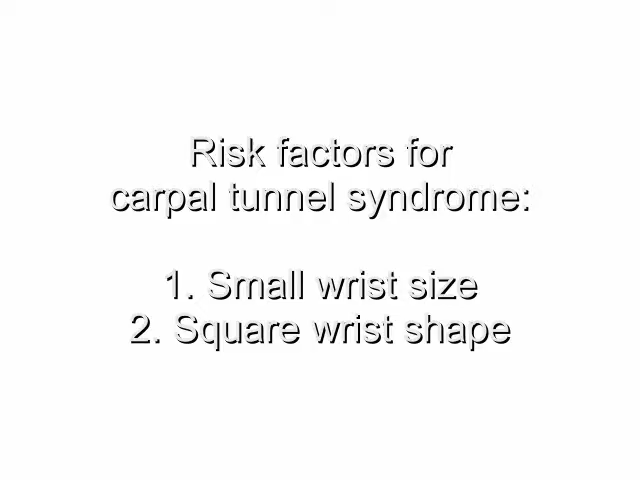 Risk factors for
carpal tunnel syndrome:
1. Small wrist size
2. Square wrist shape